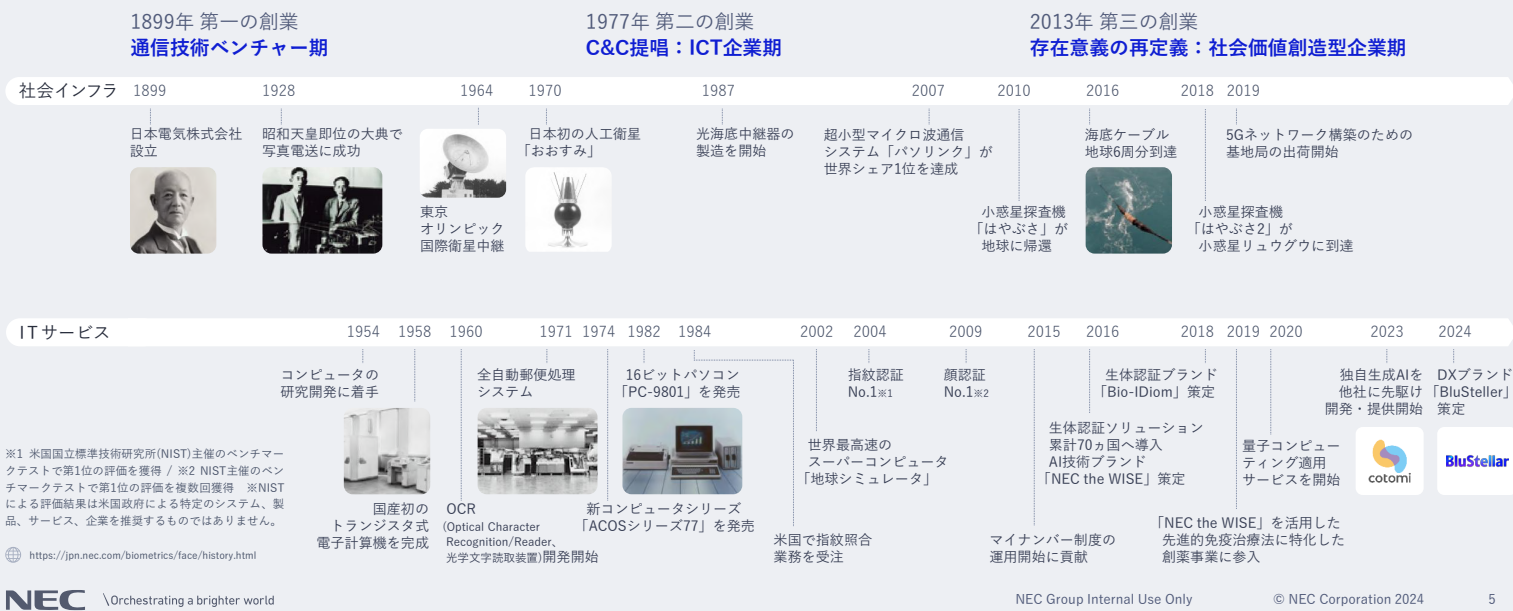 1899年 第一の創業
通信技術ベンチャー期
1977年 第二の創業
C&C提唱：ICT企業期
2013年 第三の創業
存在意義の再定義：社会価値創造型企業期
社会インフラ 1899 1928 1964 1970 1987 2007 2010 2016 2018 2019
日本電気株式会社
設立
昭和天皇即位の大典で
写真電送に成功
東京
オリンピック
国際衛星中継
日本初の人工衛星
「おおすみ」
光海底中継器の
製造を開始
超小型マイクロ波通信
システム「パソリンク」が
世界シェア1位を達成
小惑星探査機
「はやぶさ」が
地球に帰還
海底ケーブル
地球6周分到達
小惑星探査機
「はやぶさ2」が
小惑星リュウグウに到達
5Gネットワーク構築のための
基地局の出荷開始
ITサービス 1954 1958 1960 1971 1974 1982 1984 2002 2004 2009 2015 2016 2018 2019 2020 2023 2024
コンピュータの
研究開発に着手
国産初の
トランジスタ式
電子計算機を完成
OCR
(Optical Character
Recognition/Reader、
光学文字読取装置)開発開始
全自動郵便処理
システム
新コンピュータシリーズ
「ACOSシリーズ77」を発売
16ビットパソコン
「PC-9801」を発売
米国で指紋照合
業務を受注
世界最高速の
スーパーコンピュータ
「地球シミュレータ」
指紋認証
No.1※1
顔認証
No.1※2
マイナンバー制度の
運用開始に貢献
生体認証ソリューション
累計70ヵ国へ導入
AI技術ブランド
「NEC the WISE」策定
生体認証ブランド
「Bio-IDiom」策定
「NEC the WISE」を活用した
先進的免疫治療法に特化した
創薬事業に参入
量子コンピュー
ティング適用
サービスを開始
独自生成AIを
他社に先駆け
開発・提供開始
cotomi
DXブランド
「BluSteller」
策定
BluStellar
※1 米国国立標準技術研究所(NIST)主催のベンチマー
クテストで第1位の評価を獲得 / ※2 NIST主催のベン
チマークテストで第1位の評価を複数回獲得 ※NIST
による評価結果は米国政府による特定のシステム、製
品、サービス、企業を推奨するものではありません。
https://jpn.nec.com/biometrics/face/history.html
NEC \Orchestrating a brighter world
NEC Group Internal Use Only
© NEC Corporation 2024
5